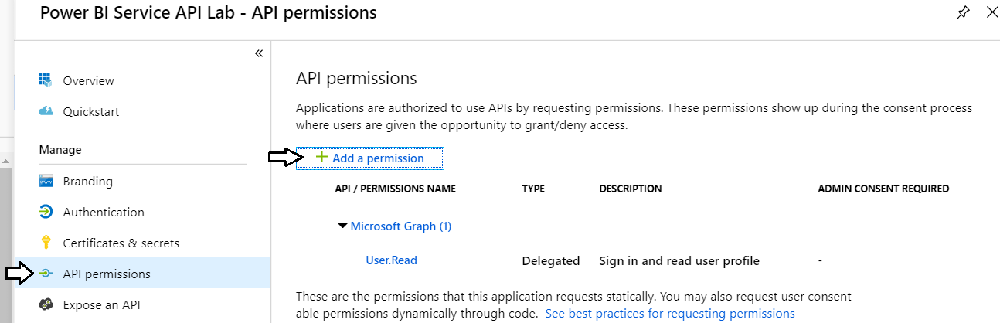 Power BI Service API Lab - API permissions
Overview
Quickstart
Manage
Branding
Authentication
Certificates & secrets
API permissions
Expose an API
API permissions
Applications are authorized to use APIs by requesting permissions. These permissions show up during the consent process
where users are given the opportunity to grant/deny access.
Add a permission
API / PERMISSIONS NAME TYPE DESCRIPTION ADMIN CONSENT REQUIRED
Microsoft Graph (1)
User.Read Delegated Sign in and read user profile -
These are the permissions that this application requests statically. You may also request user consent-
able permissions dynamically through code. See best practices for requesting permissions